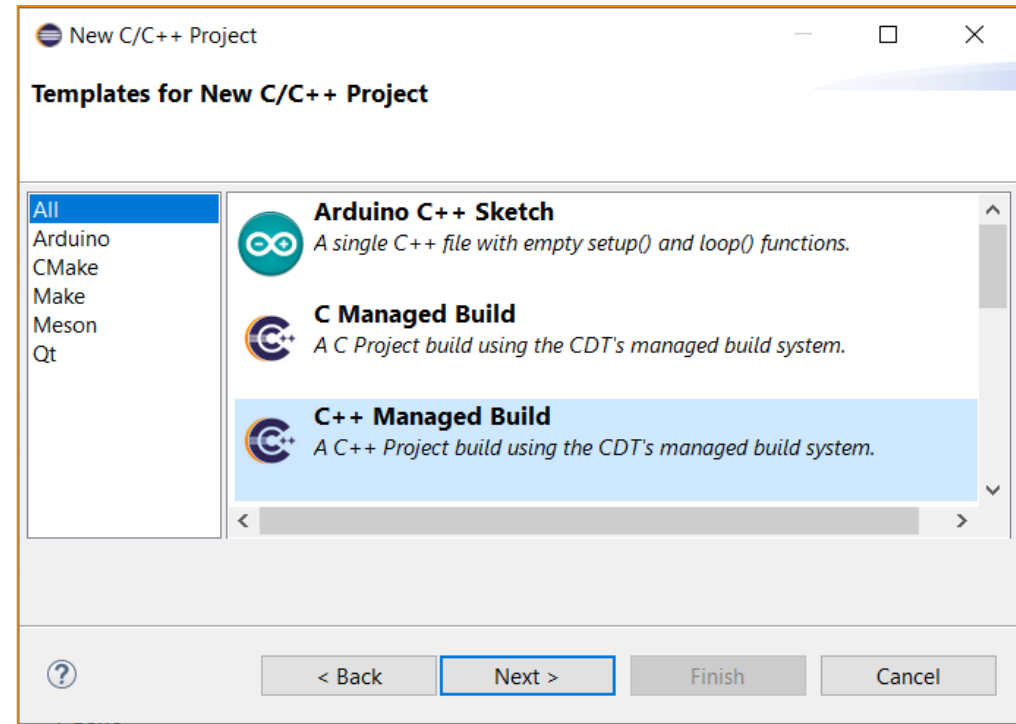 New C/C++ Project
Templates for New C/C++ Project
All
Arduino
CMake
Make
Meson
Qt
Arduino C++ Sketch
A single C++ file with empty setup() and loop() functions.
C Managed Build
A C Project build using the CDT's managed build system.
C++ Managed Build
A C++ Project build using the CDT's managed build system.
< Back
Next >
Finish
Cancel